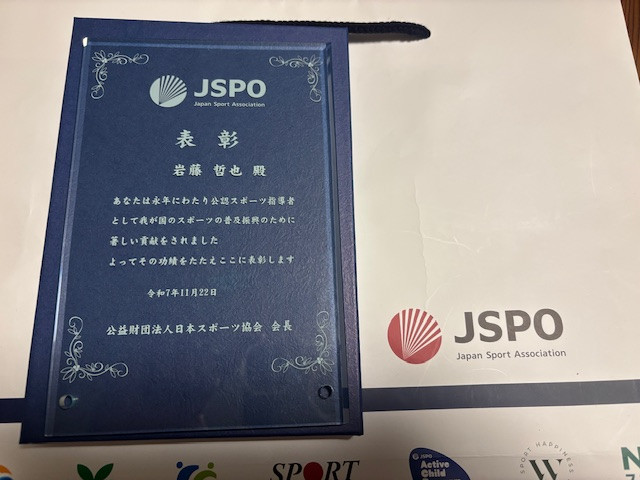 JSPO
Japan Sport Association
表彰
岩藤 哲也 殿
あなたは永年にわたり公認スポーツ指導者
として我が国のスポーツの普及振興のために
著しい貢献をされました
よってその功績をたたえここに表彰します
令和7年11月22日
公益財団法人日本スポーツ協会 会長
JSPO
Japan Sport Association
SPORT
JSPO
Active
Child
SPORT HAPPINESS
W
N